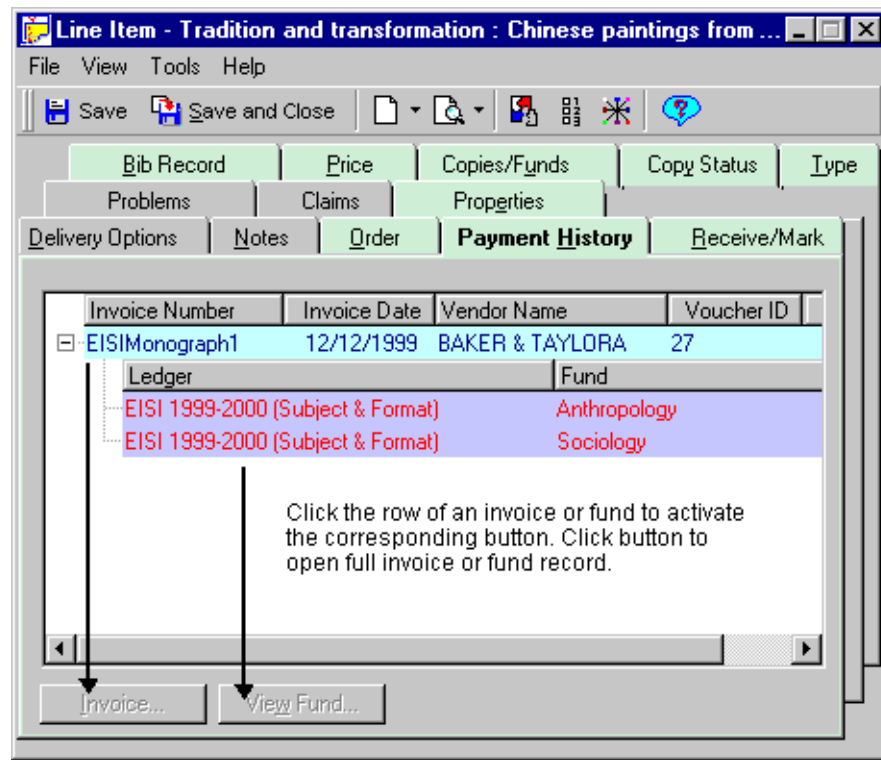 Line Item - Tradition and transformation : Chinese paintings from ...
File View Tools Help
Save Save and Close
Bib Record Price Copies/Funds Copy Status Type
Problems Claims Properties
Delivery Options Notes Order Payment History Receive/Mark
Invoice Number Invoice Date Vendor Name Voucher ID
EISIMonograph1 12/12/1999 BAKER & TAYLORA 27
Ledger Fund
EISI 1999-2000 (Subject & Format) Anthropology
EISI 1999-2000 (Subject & Format) Sociology
Click the row of an invoice or fund to activate
the corresponding button. Click button to
open full invoice or fund record.
Invoice... View Fund...